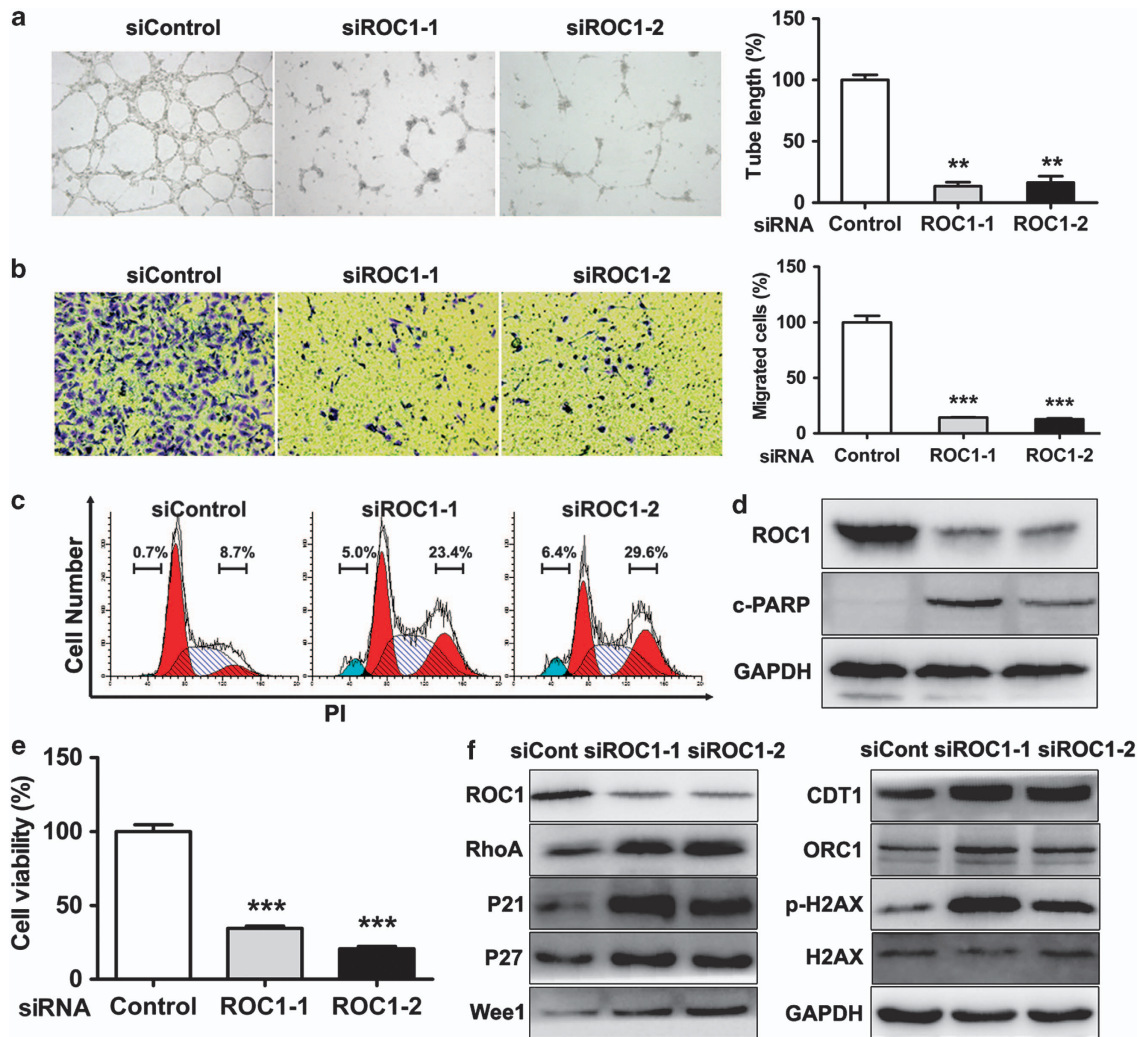 a
siControl siROC1-1 siROC1-2
Tube length (%)
150
100
50
0
siRNA Control ROC1-1 ROC1-2
** **
b
siControl siROC1-1 siROC1-2
Migrated cells (%)
150
100
50
0
siRNA Control ROC1-1 ROC1-2
*** ***
c
siControl siROC1-1 siROC1-2
0.7% 8.7% 5.0% 23.4% 6.4% 29.6%
Cell Number
PI
d
ROC1
c-PARP
GAPDH
e
Cell viability (%)
150
100
50
0
*** ***
siRNA Control ROC1-1 ROC1-2
f
siCont siROC1-1 siROC1-2
ROC1
RhoA
P21
P27
Wee1
siCont siROC1-1 siROC1-2
CDT1
ORC1
p-H2AX
H2AX
GAPDH